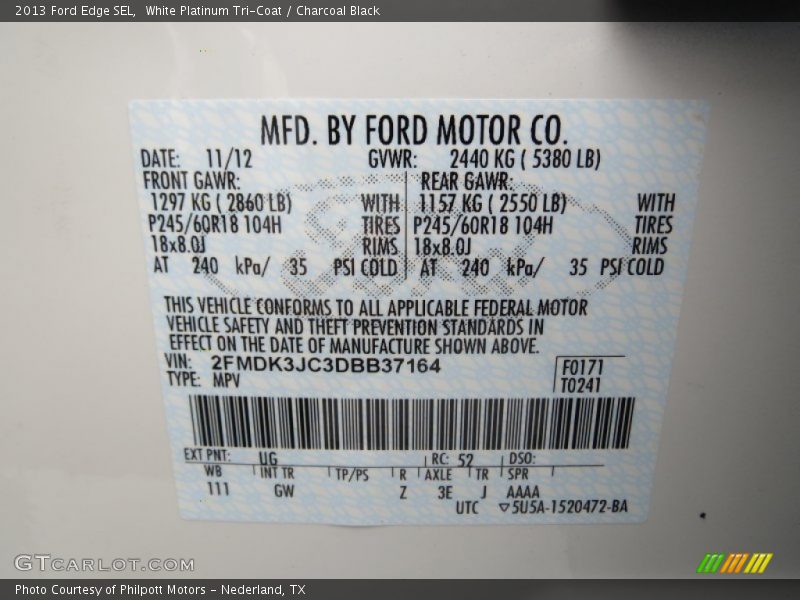 2013 Ford Edge SEL, White Platinum Tri-Coat / Charcoal Black
MFD. BY FORD MOTOR CO.
DATE: 11/12 GVWR: 2440 KG ( 5380 LB)
FRONT GAWR: REAR GAWR:
1297 KG ( 2860 LB) WITH 1157 KG ( 2550 LB) WITH
P245/60R18 104H TIRES P245/60R18 104H TIRES
18x8.0J RIMS 18x8.0J RIMS
AT 240 kPa/ 35 PSI COLD AT 240 kPa/ 35 PSI COLD
THIS VEHICLE CONFORMS TO ALL APPLICABLE FEDERAL MOTOR
VEHICLE SAFETY AND THEFT PREVENTION STANDARDS IN
EFFECT ON THE DATE OF MANUFACTURE SHOWN ABOVE.
VIN: 2FMDK3JC3DBB37164 F0171
TYPE: MPV T0241
EXT PNT: UG RC: 52 DSO:
WB INT TR TP/PS R AXLE TR SPR
111 GW Z 3E J AAAA
UTC ▽5U5A-1520472-BA
GTCARLOT.COM
Photo Courtesy of Philpott Motors - Nederland, TX